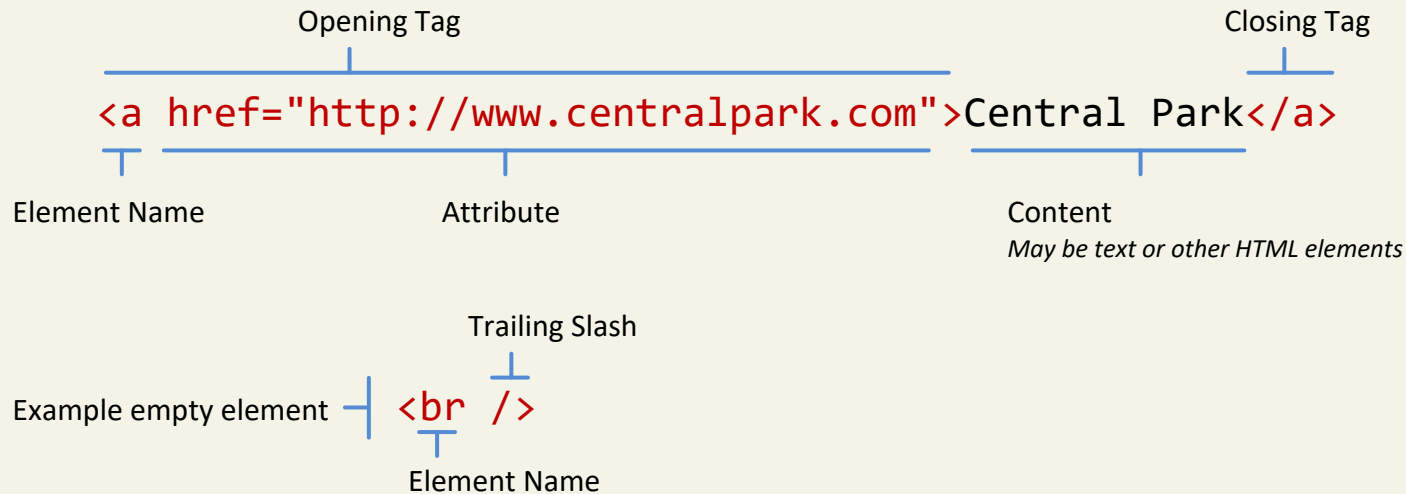 Opening Tag
Closing Tag
<a href="http://www.centralpark.com">Central Park</a>
Element Name
Attribute
Content
May be text or other HTML elements
Trailing Slash
Example empty element
<br />
Element Name